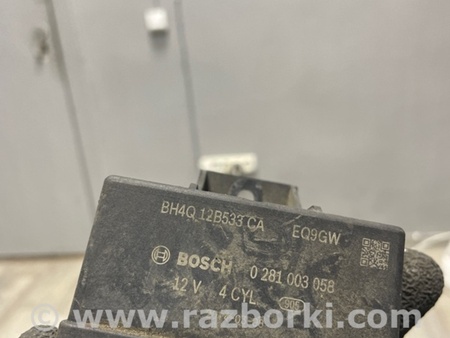 BH4Q 12B533 CA EQ9GW
BOSCH 0 281 003 058
12 V 4 CYL.
www.razborki.com